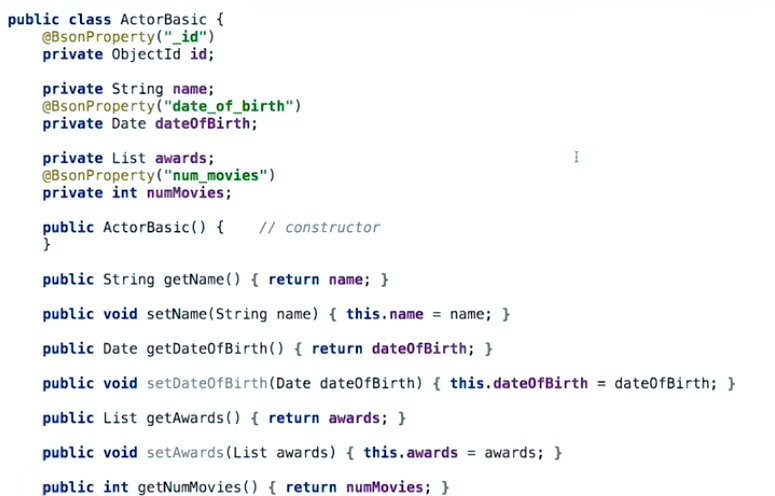 public class ActorBasic {
    @BsonProperty("_id")
    private ObjectId id;

    private String name;
    @BsonProperty("date_of_birth")
    private Date dateOfBirth;

    private List awards;
    @BsonProperty("num_movies")
    private int numMovies;

    public ActorBasic() {    // constructor
    }

    public String getName() { return name; }

    public void setName(String name) { this.name = name; }

    public Date getDateOfBirth() { return dateOfBirth; }

    public void setDateOfBirth(Date dateOfBirth) { this.dateOfBirth = dateOfBirth; }

    public List getAwards() { return awards; }

    public void setAwards(List awards) { this.awards = awards; }

    public int getNumMovies() { return numMovies; }